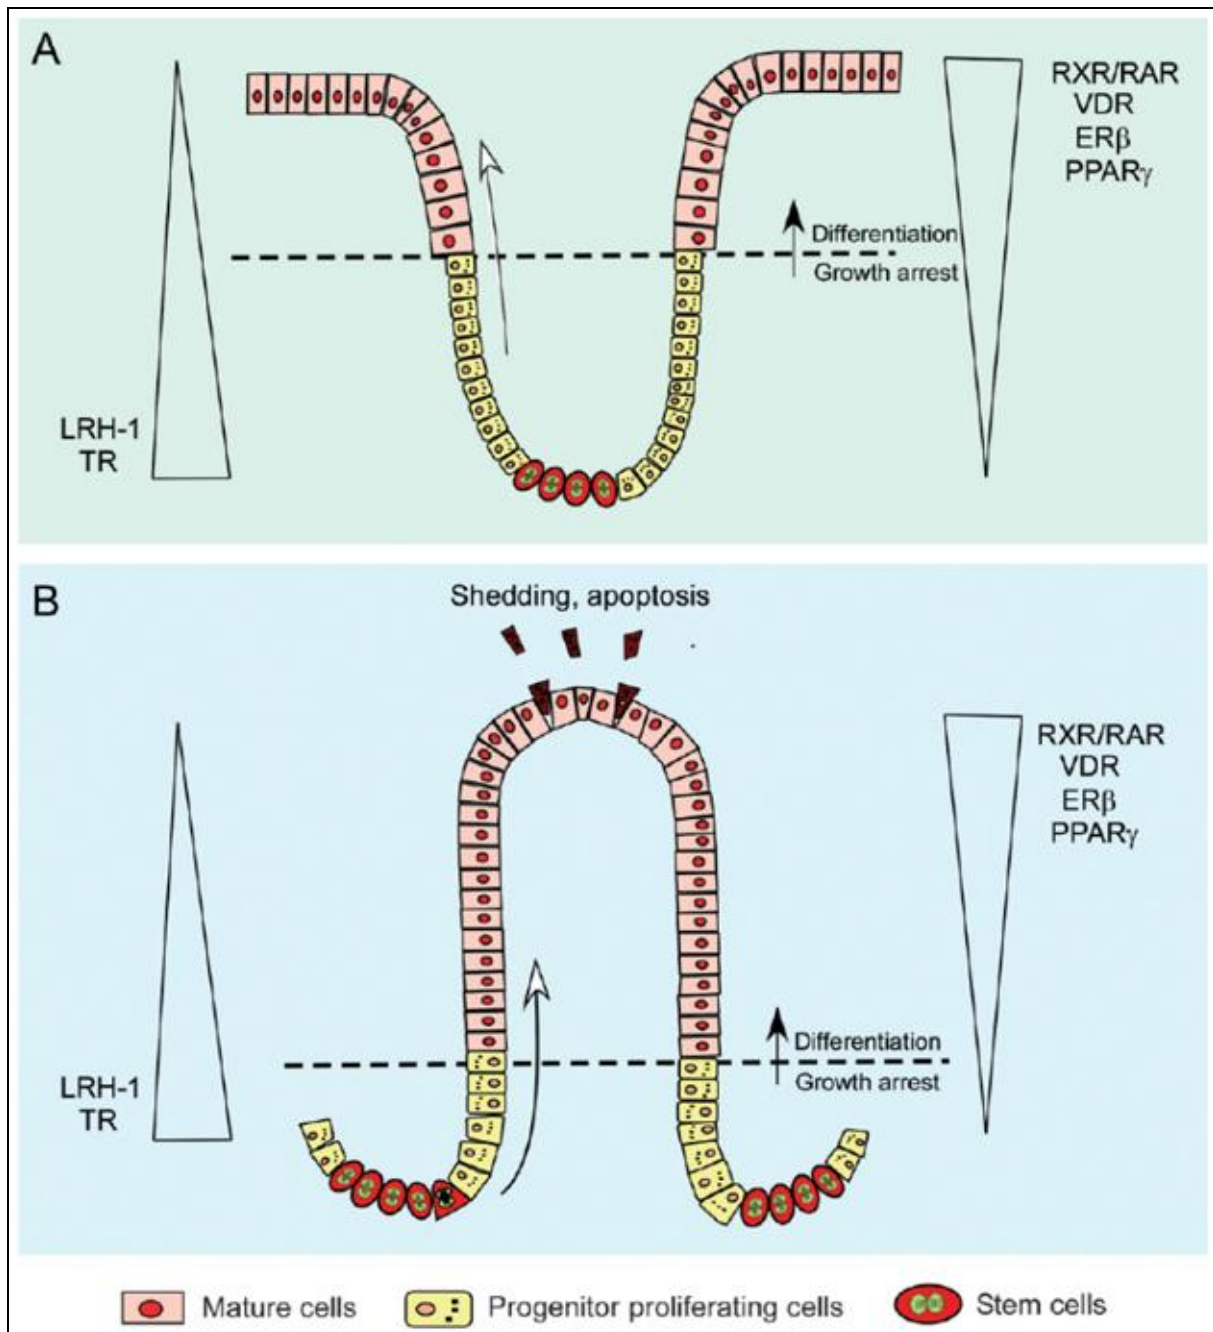 A
RXR/RAR
VDR
ERβ
PPARγ
Differentiation
Growth arrest
LRH-1
TR
B
Shedding, apoptosis
RXR/RAR
VDR
ERβ
PPARγ
Differentiation
Growth arrest
LRH-1
TR
Mature cells
Progenitor proliferating cells
Stem cells